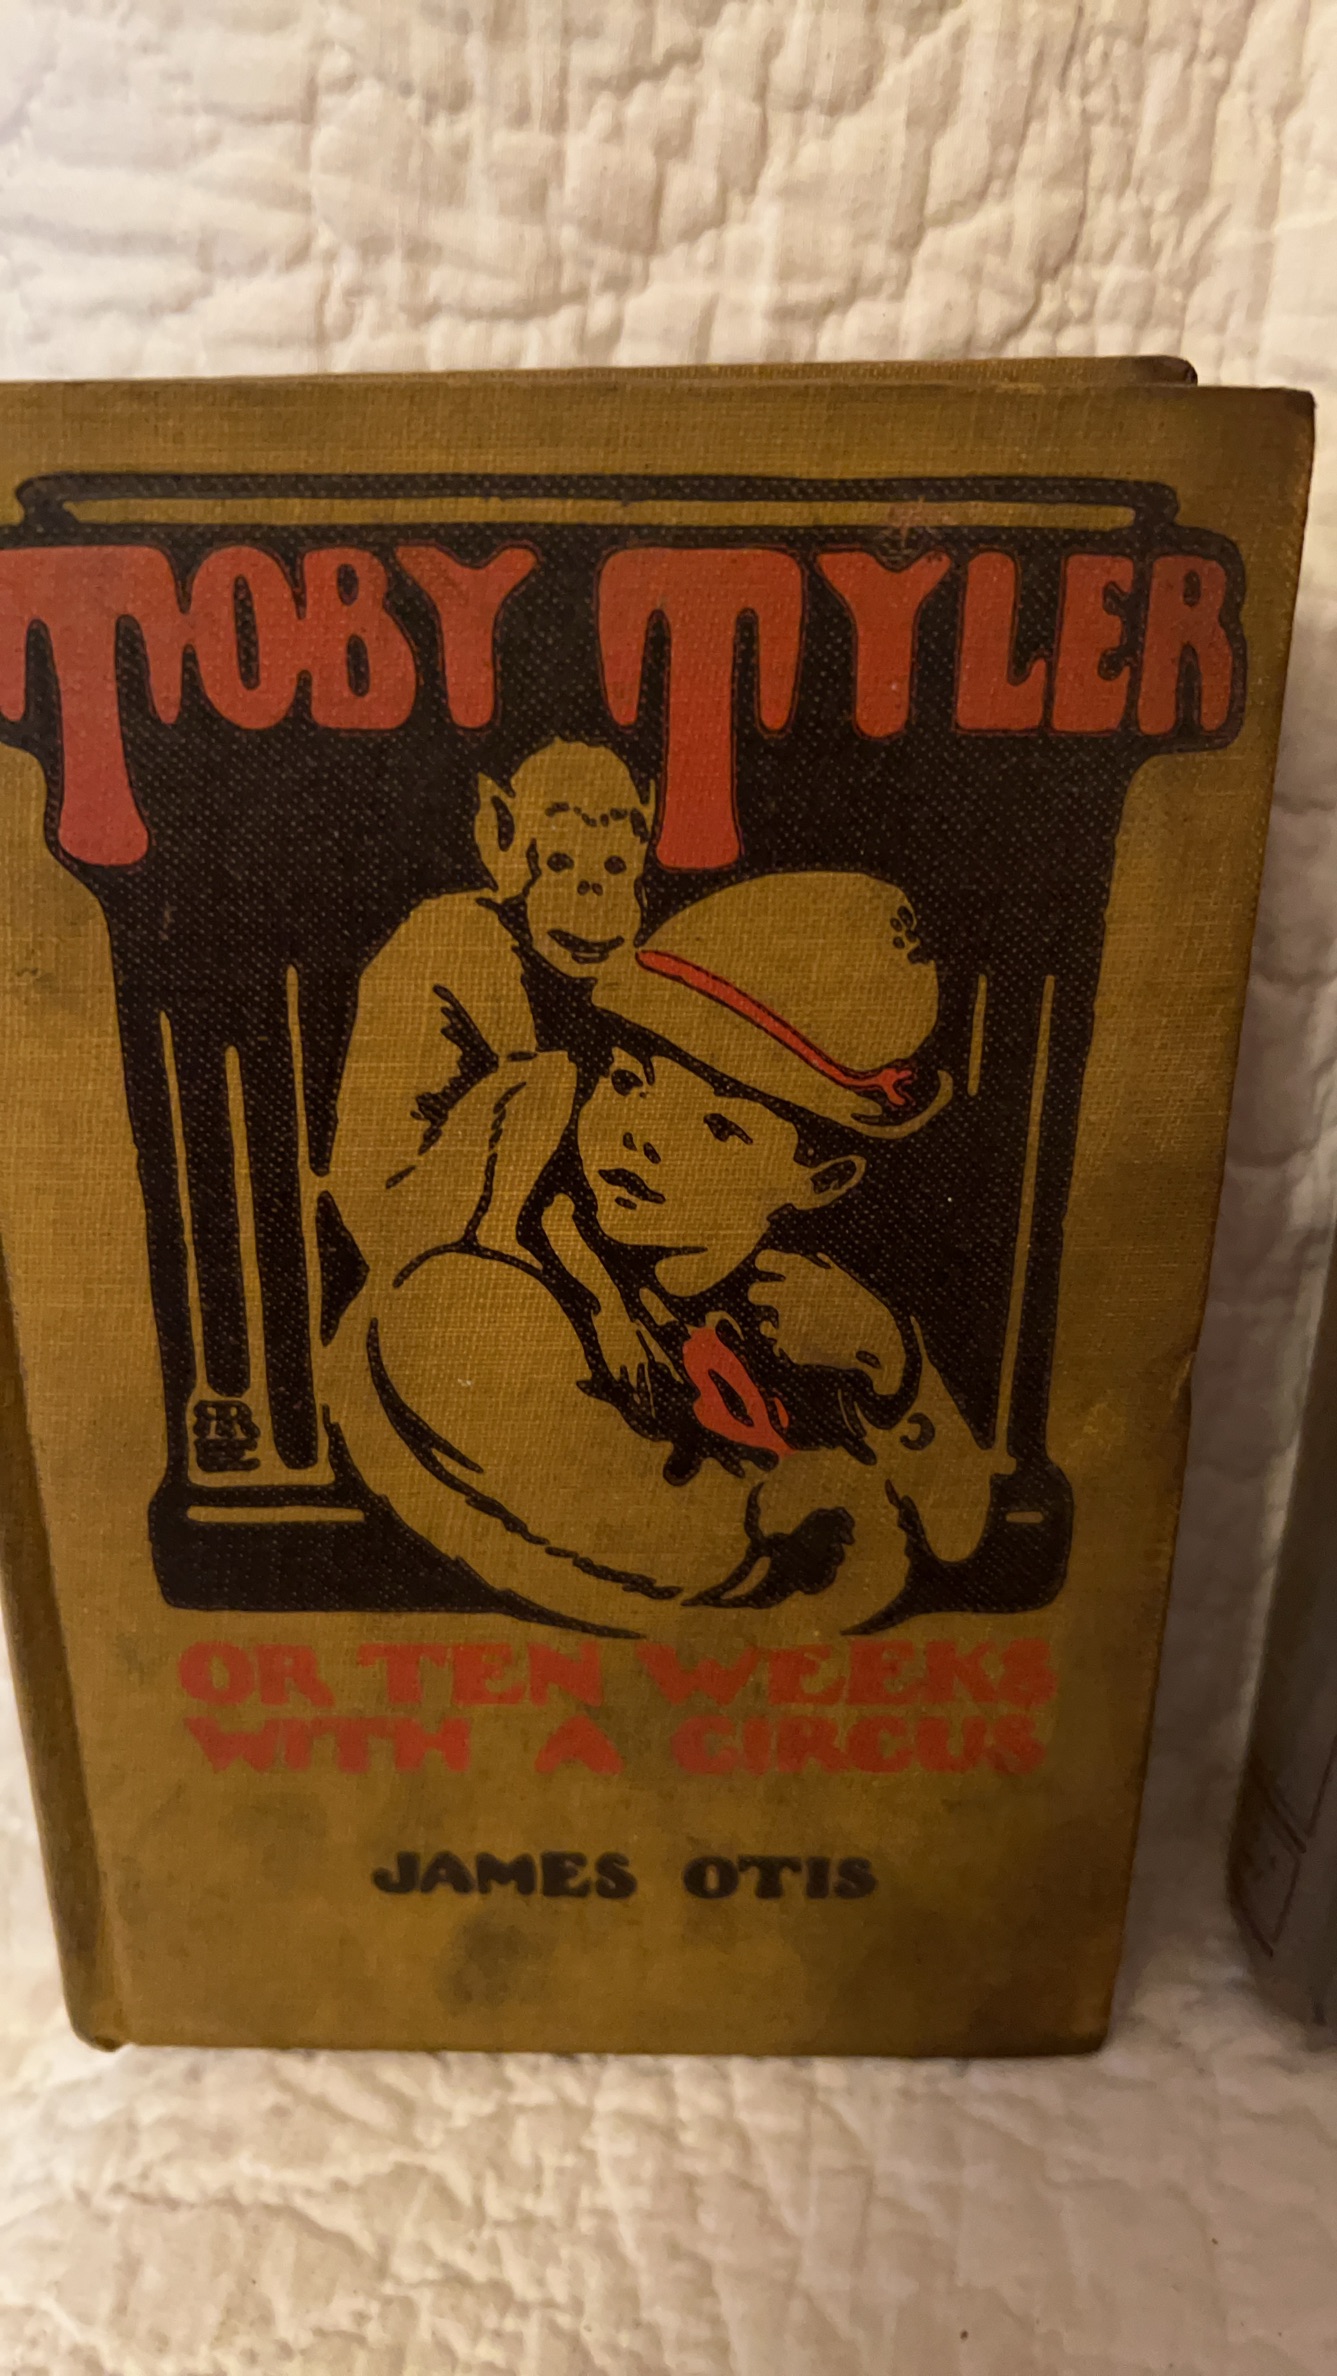 TOBY TYLER
OR TEN WEEKS
WITH A CIRCUS
JAMES OTIS